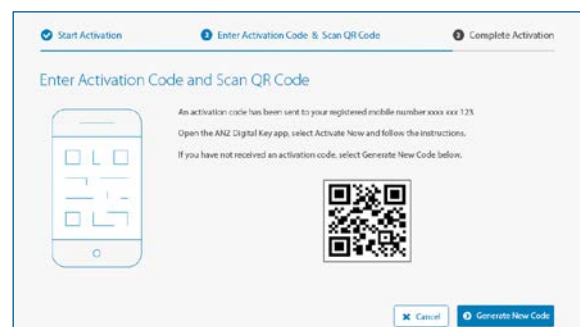 Start Activation
2 Enter Activation Code & Scan QR Code
3 Complete Activation
Enter Activation Code and Scan QR Code
An activation code has been sent to your registered mobile number xxxx xxx 123.
Open the ANZ Digital Key app, select Activate Now and follow the instructions.
If you have not received an activation code, select Generate New Code below.
Cancel
Generate New Code